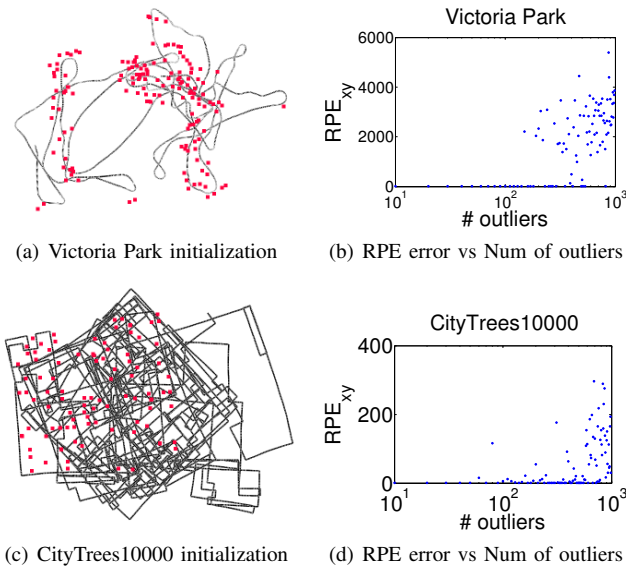 Victoria Park
6000
4000
2000
0
RPE_xy
10^1 10^2 10^3
# outliers
(a) Victoria Park initialization
(b) RPE error vs Num of outliers
CityTrees10000
400
200
0
RPE_xy
10^1 10^2 10^3
# outliers
(c) CityTrees10000 initialization
(d) RPE error vs Num of outliers